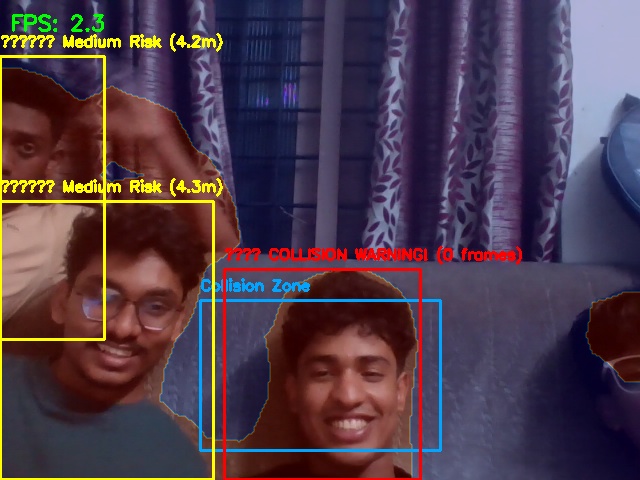 FPS: 2.3
?????? Medium Risk (4.2m)
?????? Medium Risk (4.3m)
???? COLLISION WARNING! (0 frames)
Collision Zone